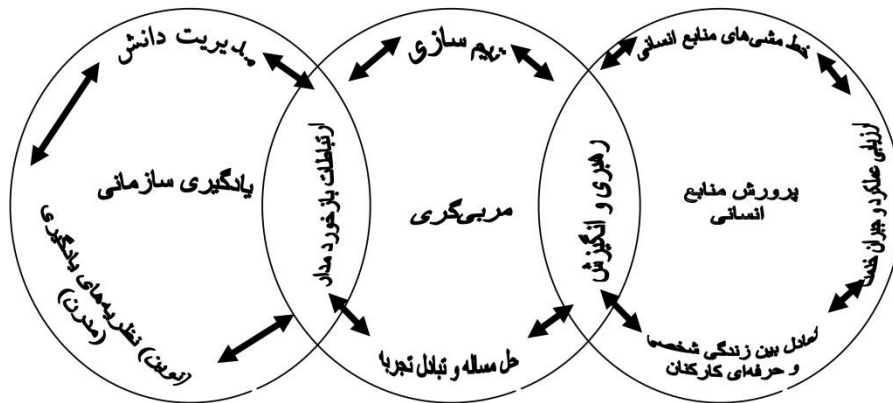 خط مشی‌های منابع انسانی
ارزیابی عملکرد و جبران خدمت
پرورش منابع
انسانی
تعادل بین زندگی شخصی
و حرفه‌ای کارکنان
رهبری و انگیزش
تیم سازی
مربی‌گری
حل مساله و تبادل تجربه
ارتباطات بازخورد مدار
مدیریت دانش
یادگیری سازمانی
نظریه‌های یادگیری (نوین)
(مدرن)